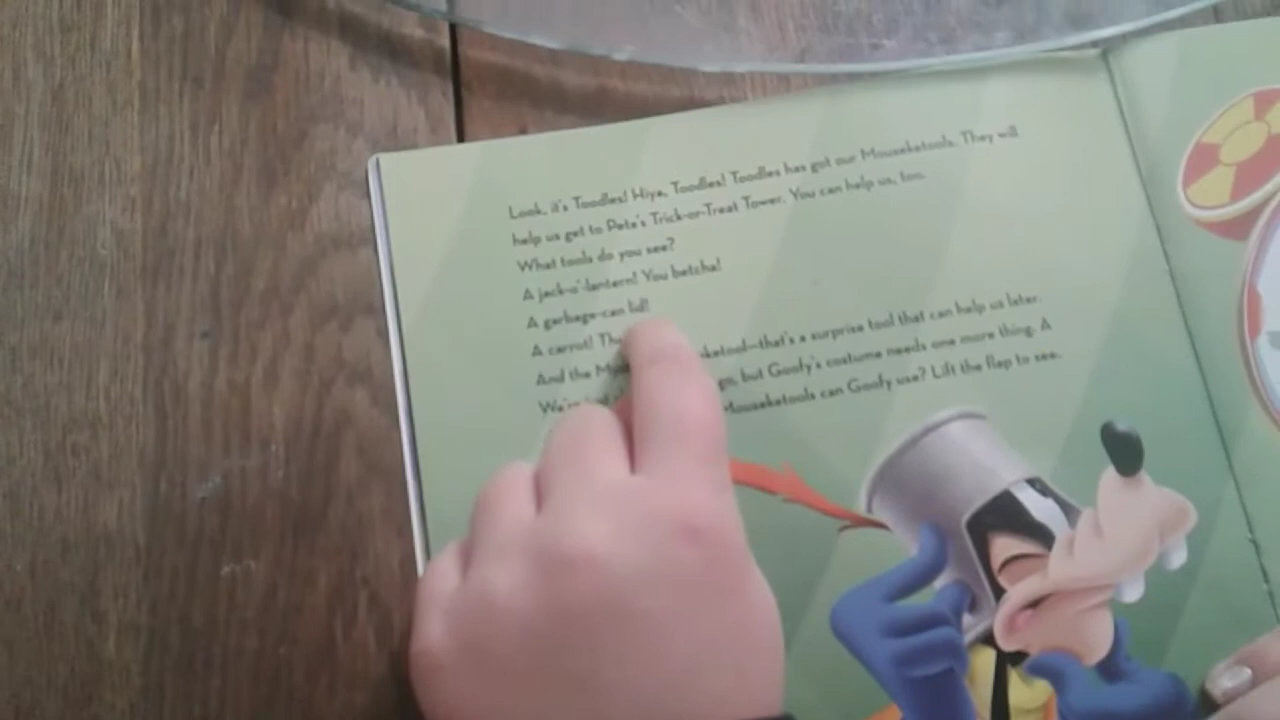 Look, it's Toodles! Hiya, Toodles! Toodles has got our Mouseketools. They will
help us get to Pete's Trick-or-Treat Tower. You can help us, too.
What tools do you see?
A jack-o'-lantern! You betcha!
A garbage-can lid!
A carrot!
And the ketool—that's a surprise tool that can help us later.
We're go, but Goofy's costume needs one more thing. A
Mouseketools can Goofy use? Lift the flap to see.